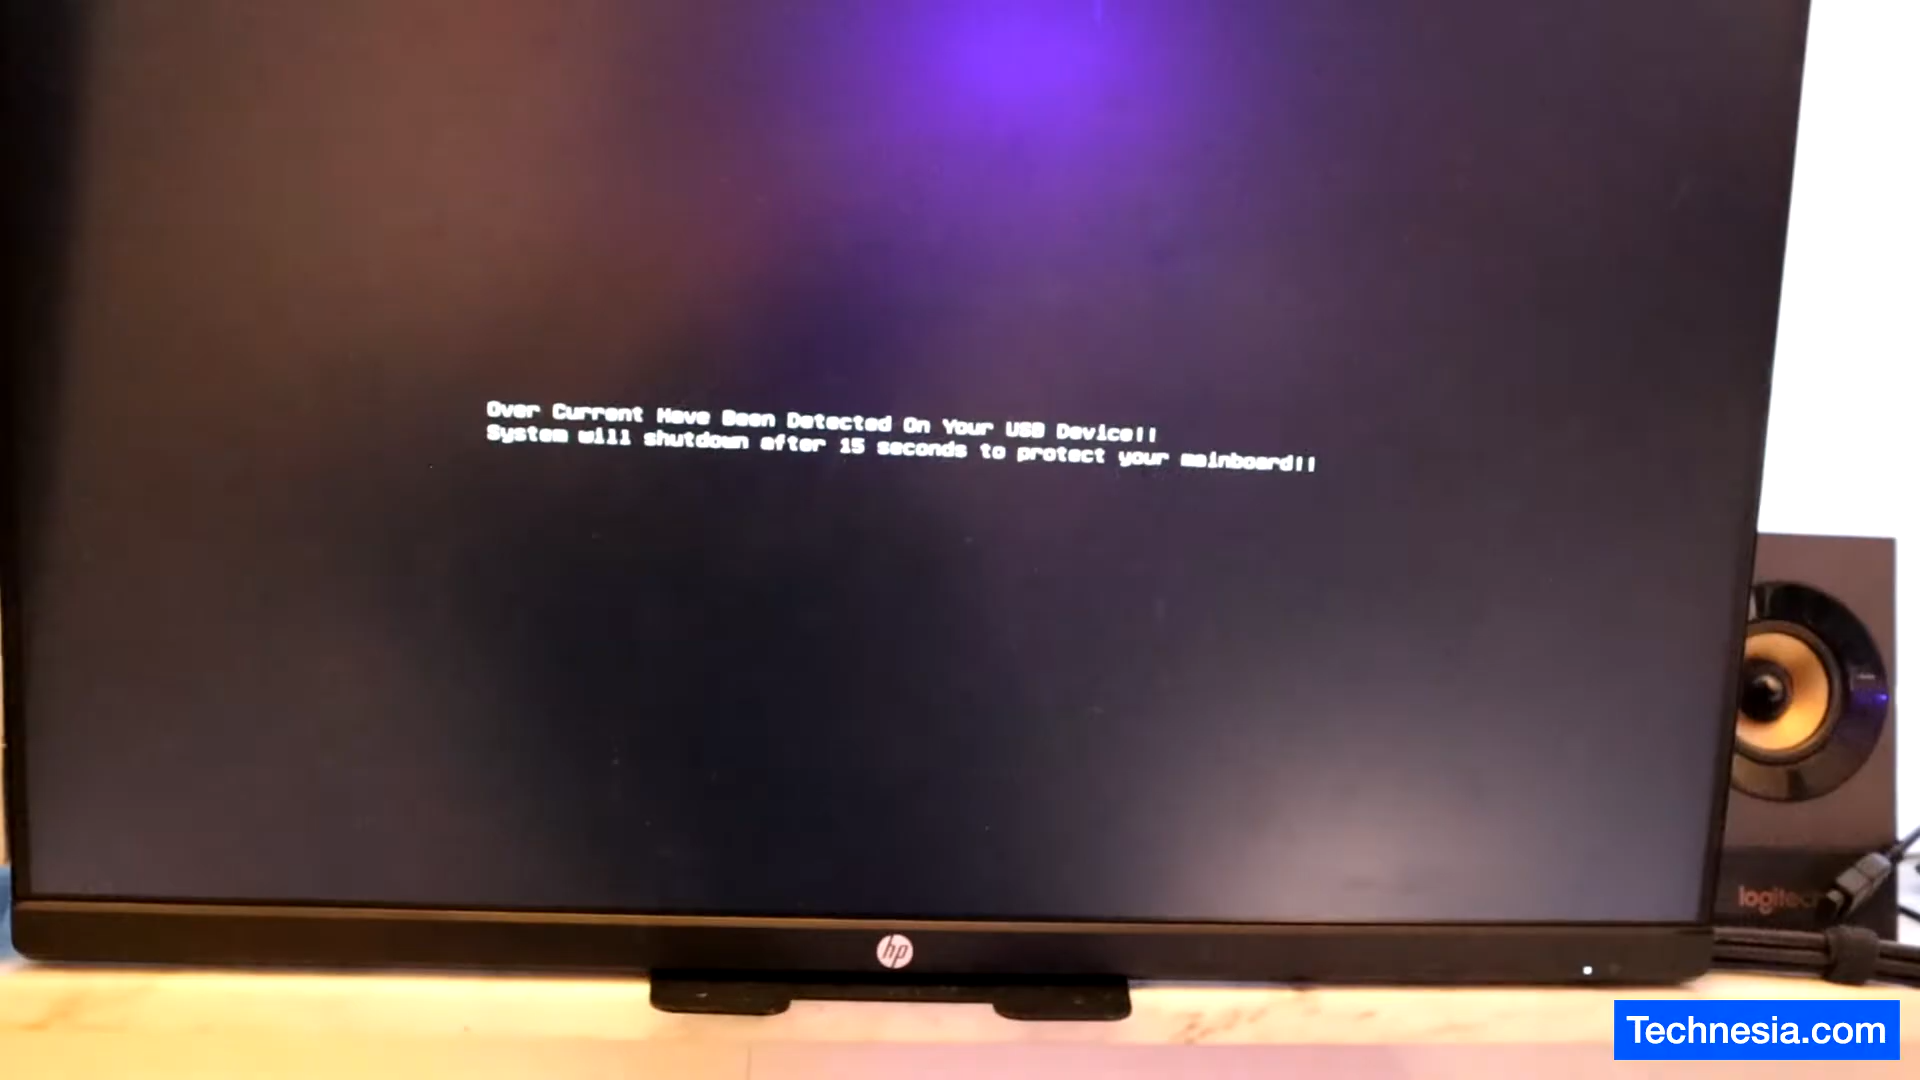 Over Current Have Been Detected On Your USB Device!!
System will shutdown after 15 seconds to protect your mainboard!!
hp
logitech
Technesia.com